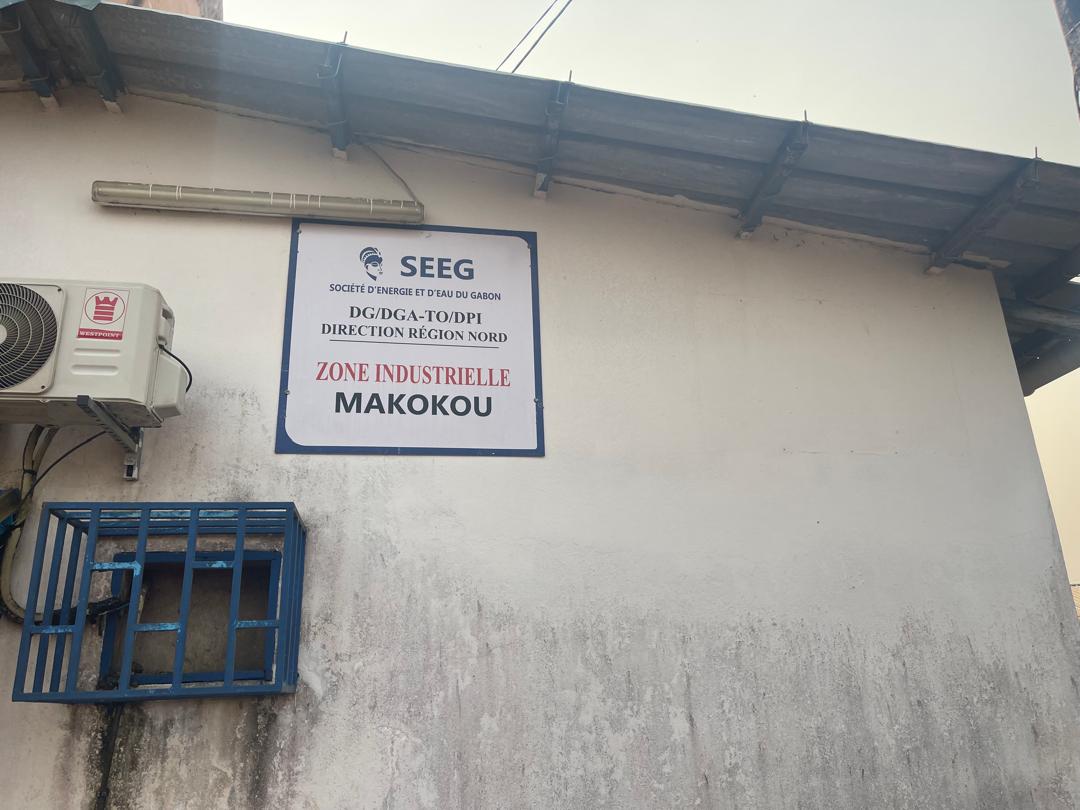 SEEG
SOCIÉTÉ D'ENERGIE ET D'EAU DU GABON
DG/DGA-TO/DPI
DIRECTION RÉGION NORD
ZONE INDUSTRIELLE
MAKOKOU
WESTPOINT